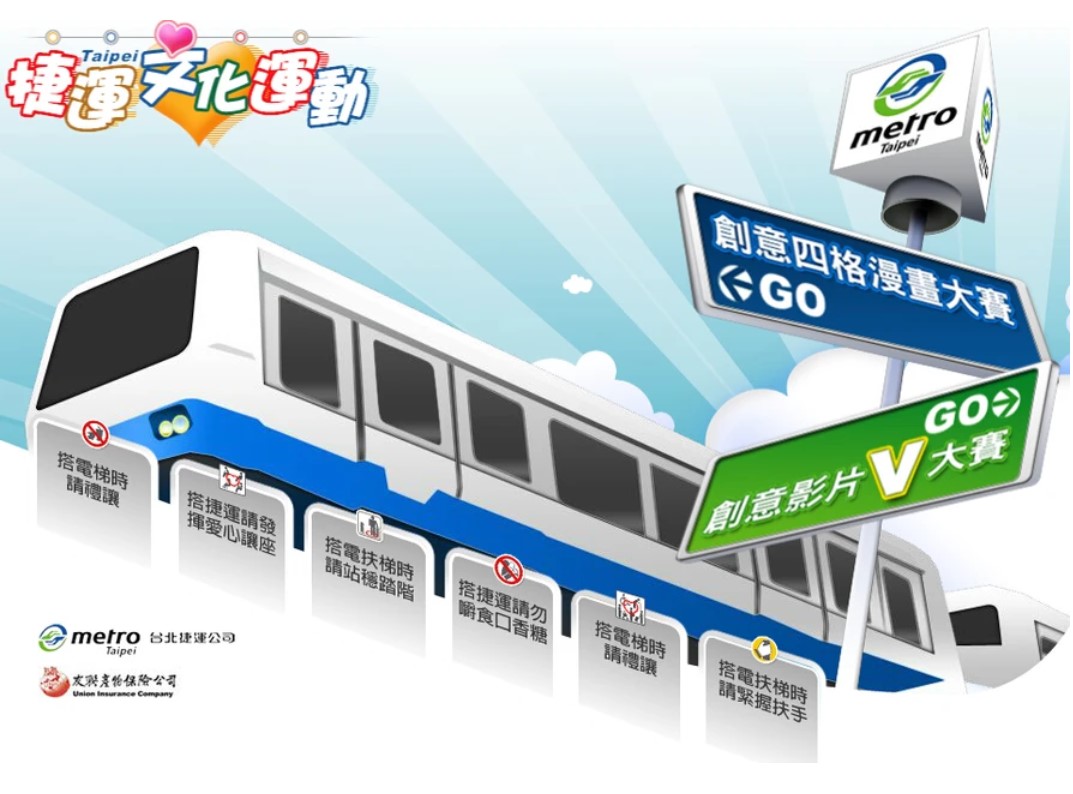 Taipei
捷運文化運動
metro
Taipei
創意四格漫畫大賽
GO
GO
創意影片V大賽
搭電梯時
請禮讓
搭捷運請發
揮愛心讓座
搭電扶梯時
請站穩踏階
搭捷運請勿
嚼食口香糖
搭電梯時
請禮讓
搭電扶梯時
請緊握扶手
metro 台北捷運公司
Taipei
友聯產物保險公司
Union Insurance Company